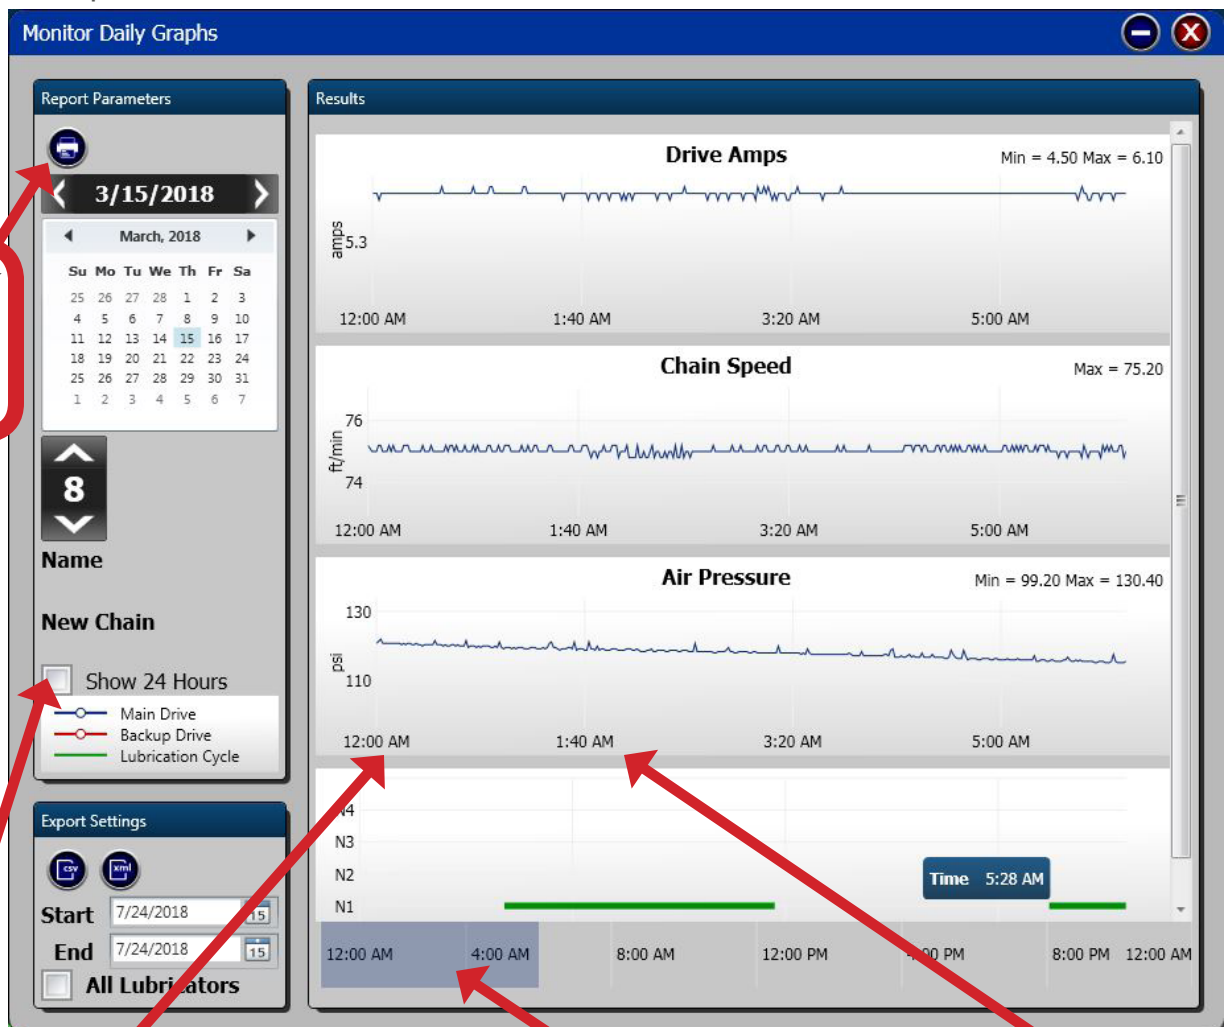 Monitor Daily Graphs
Report Parameters
3/15/2018
March, 2018
Su Mo Tu We Th Fr Sa
25 26 27 28 1 2 3
4 5 6 7 8 9 10
11 12 13 14 15 16 17
18 19 20 21 22 23 24
25 26 27 28 29 30 31
1 2 3 4 5 6 7
8
Name
New Chain
Show 24 Hours
Main Drive
Backup Drive
Lubrication Cycle
Export Settings
csv xml
Start 7/24/2018 15
End 7/24/2018 15
All Lubricators
Results
Drive Amps
Min = 4.50 Max = 6.10
amps
5.3
12:00 AM 1:40 AM 3:20 AM 5:00 AM
Chain Speed
Max = 75.20
76
ft/min
74
12:00 AM 1:40 AM 3:20 AM 5:00 AM
Air Pressure
Min = 99.20 Max = 130.40
130
psi
110
12:00 AM 1:40 AM 3:20 AM 5:00 AM
N4
N3
N2
Time 5:28 AM
N1
12:00 AM 4:00 AM 8:00 AM 12:00 PM 4:00 PM 8:00 PM 12:00 AM